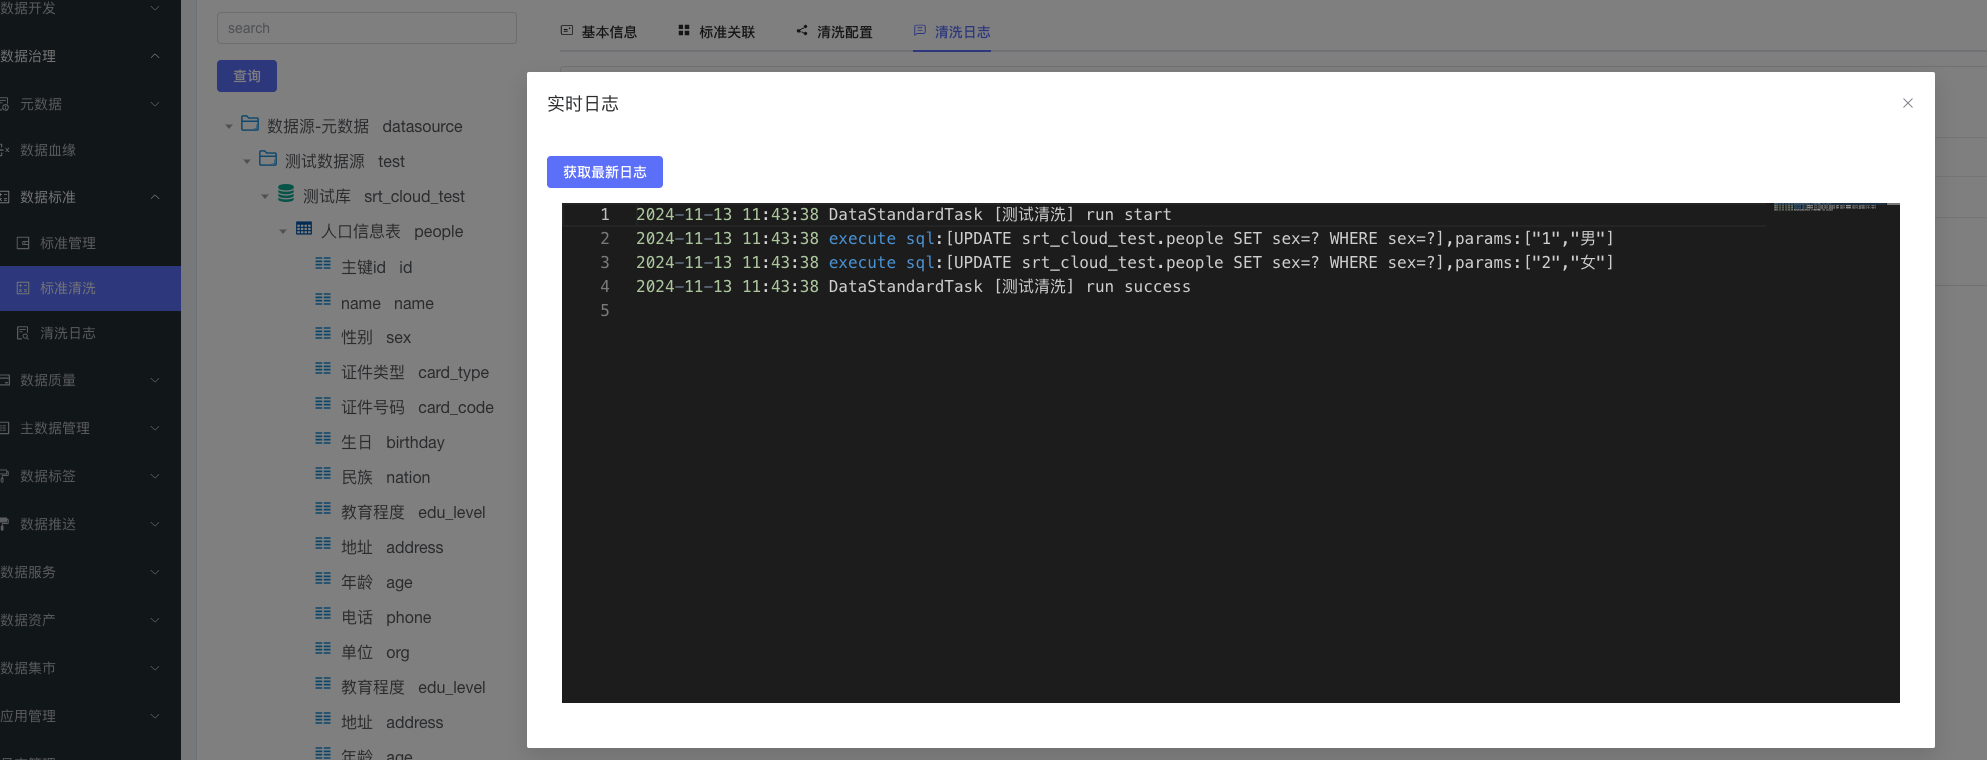 数据开发
数据治理
元数据
数据血缘
数据标准
标准管理
标准清洗
清洗日志
数据质量
主数据管理
数据标签
数据推送
数据服务
数据资产
数据集市
应用管理
search
查询
数据源-元数据 datasource
测试数据源 test
测试库 srt_cloud_test
人口信息表 people
主键id id
name name
性别 sex
证件类型 card_type
证件号码 card_code
生日 birthday
民族 nation
教育程度 edu_level
地址 address
年龄 age
电话 phone
单位 org
教育程度 edu_level
地址 address
年龄 age
基本信息 标准关联 清洗配置 清洗日志
实时日志
获取最新日志
1 2024-11-13 11:43:38 DataStandardTask [测试清洗] run start
2 2024-11-13 11:43:38 execute sql:[UPDATE srt_cloud_test.people SET sex=? WHERE sex=?],params:["1","男"]
3 2024-11-13 11:43:38 execute sql:[UPDATE srt_cloud_test.people SET sex=? WHERE sex=?],params:["2","女"]
4 2024-11-13 11:43:38 DataStandardTask [测试清洗] run success
5